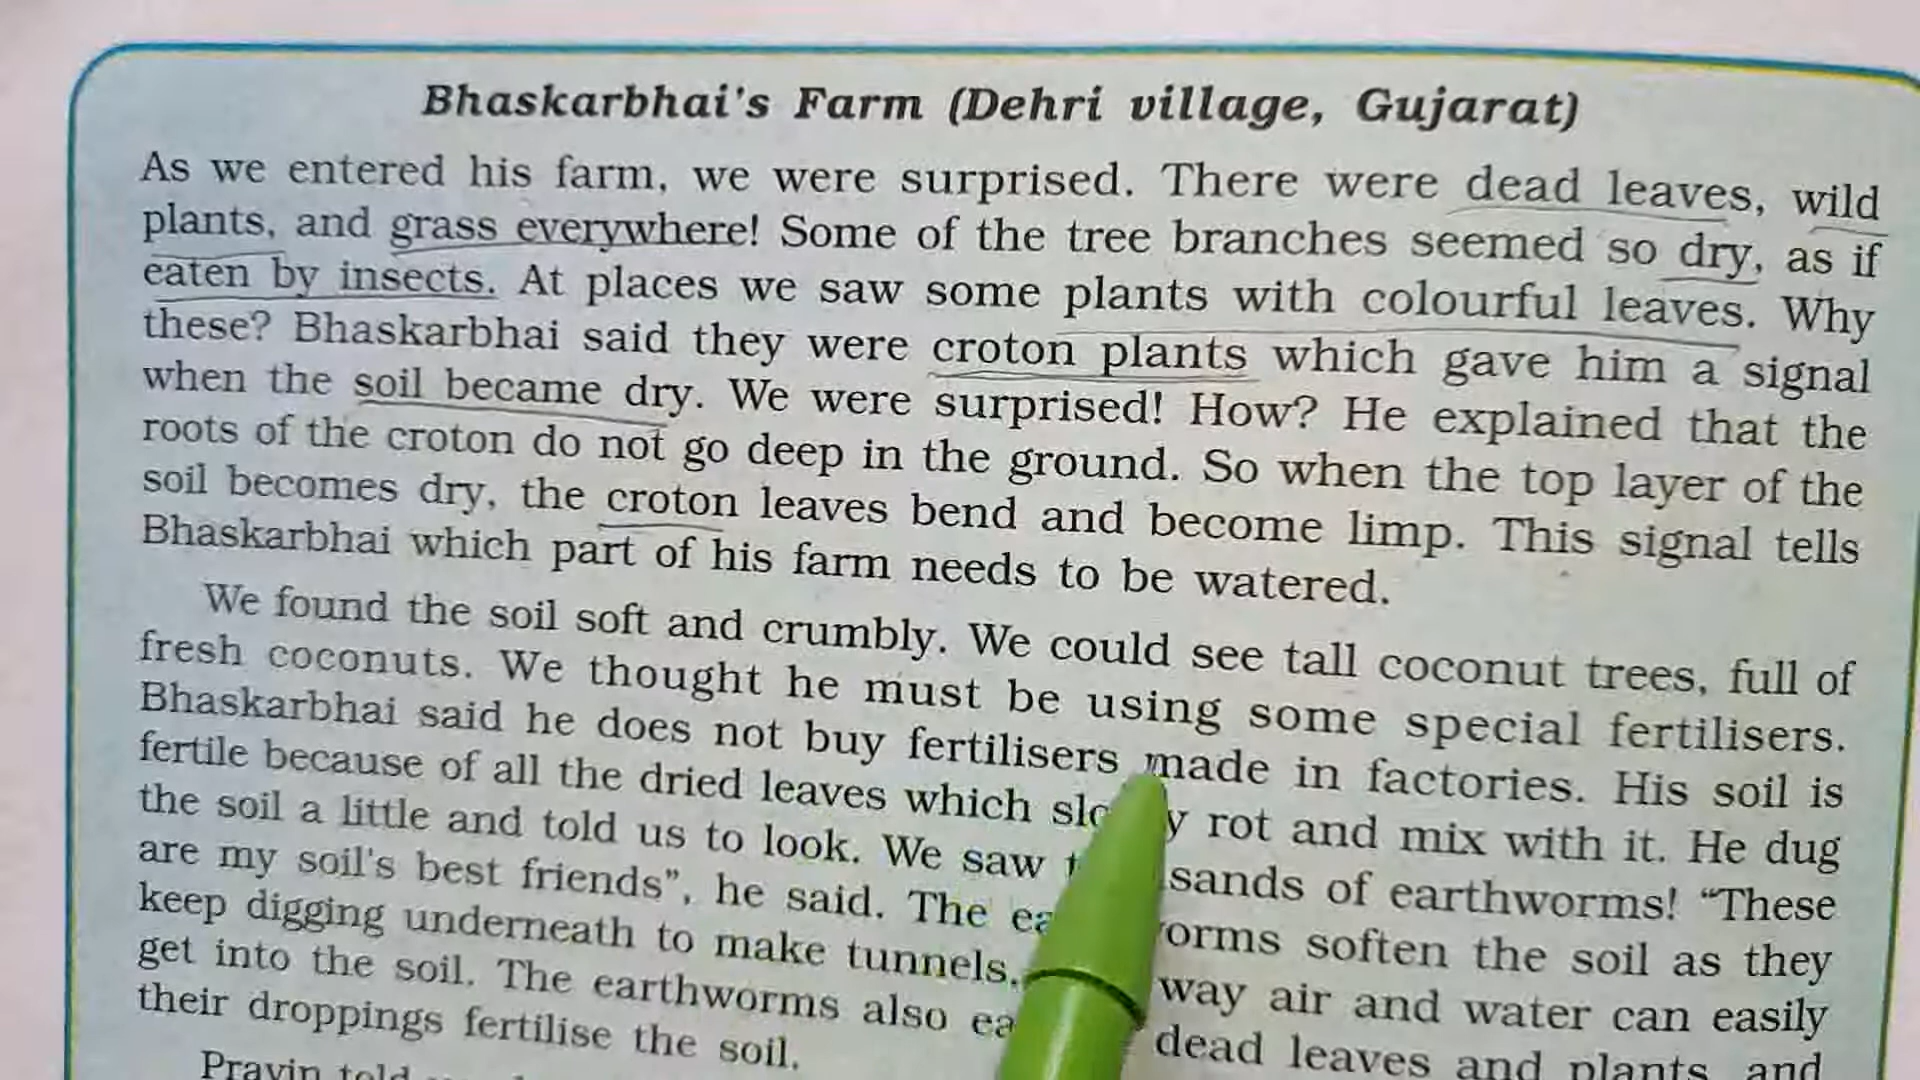 Bhaskarbhai's Farm (Dehri village, Gujarat)
As we entered his farm, we were surprised. There were dead leaves, wild
plants, and grass everywhere! Some of the tree branches seemed so dry, as if
eaten by insects. At places we saw some plants with colourful leaves. Why
these? Bhaskarbhai said they were croton plants which gave him a signal
when the soil became dry. We were surprised! How? He explained that the
roots of the croton do not go deep in the ground. So when the top layer of the
soil becomes dry, the croton leaves bend and become limp. This signal tells
Bhaskarbhai which part of his farm needs to be watered.
We found the soil soft and crumbly. We could see tall coconut trees, full of
fresh coconuts. We thought he must be using some special fertilisers.
Bhaskarbhai said he does not buy fertilisers made in factories. His soil is
fertile because of all the dried leaves which rot and mix with it. He dug
the soil a little and told us to look. We saw of earthworms! “These
are my soil's best friends”, he said. The soften the soil as they
keep digging underneath to make tunnels. way air and water can easily
get into the soil. The earthworms also dead leaves and plants, and
their droppings fertilise the soil.
Pravin told